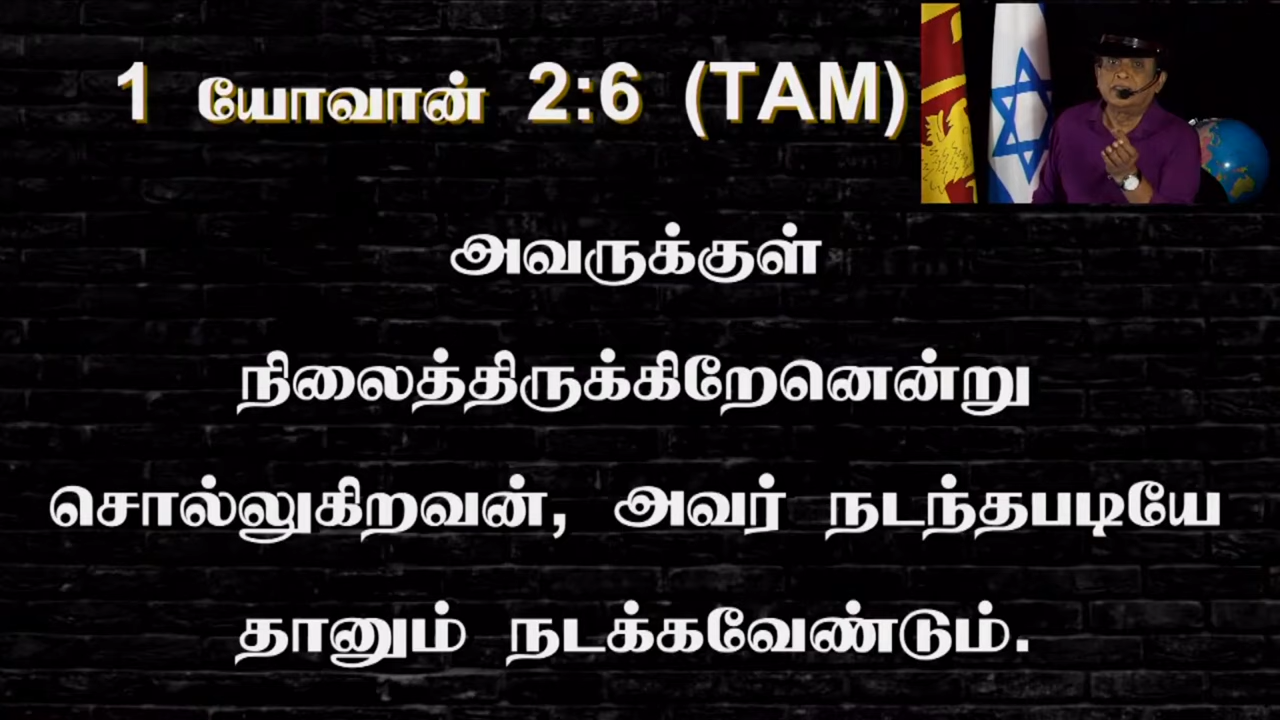 1 யோவான் 2:6 (TAM)
அவருக்குள்
நிலைத்திருக்கிறேனென்று
சொல்லுகிறவன், அவர் நடந்தபடியே
தானும் நடக்கவேண்டும்.